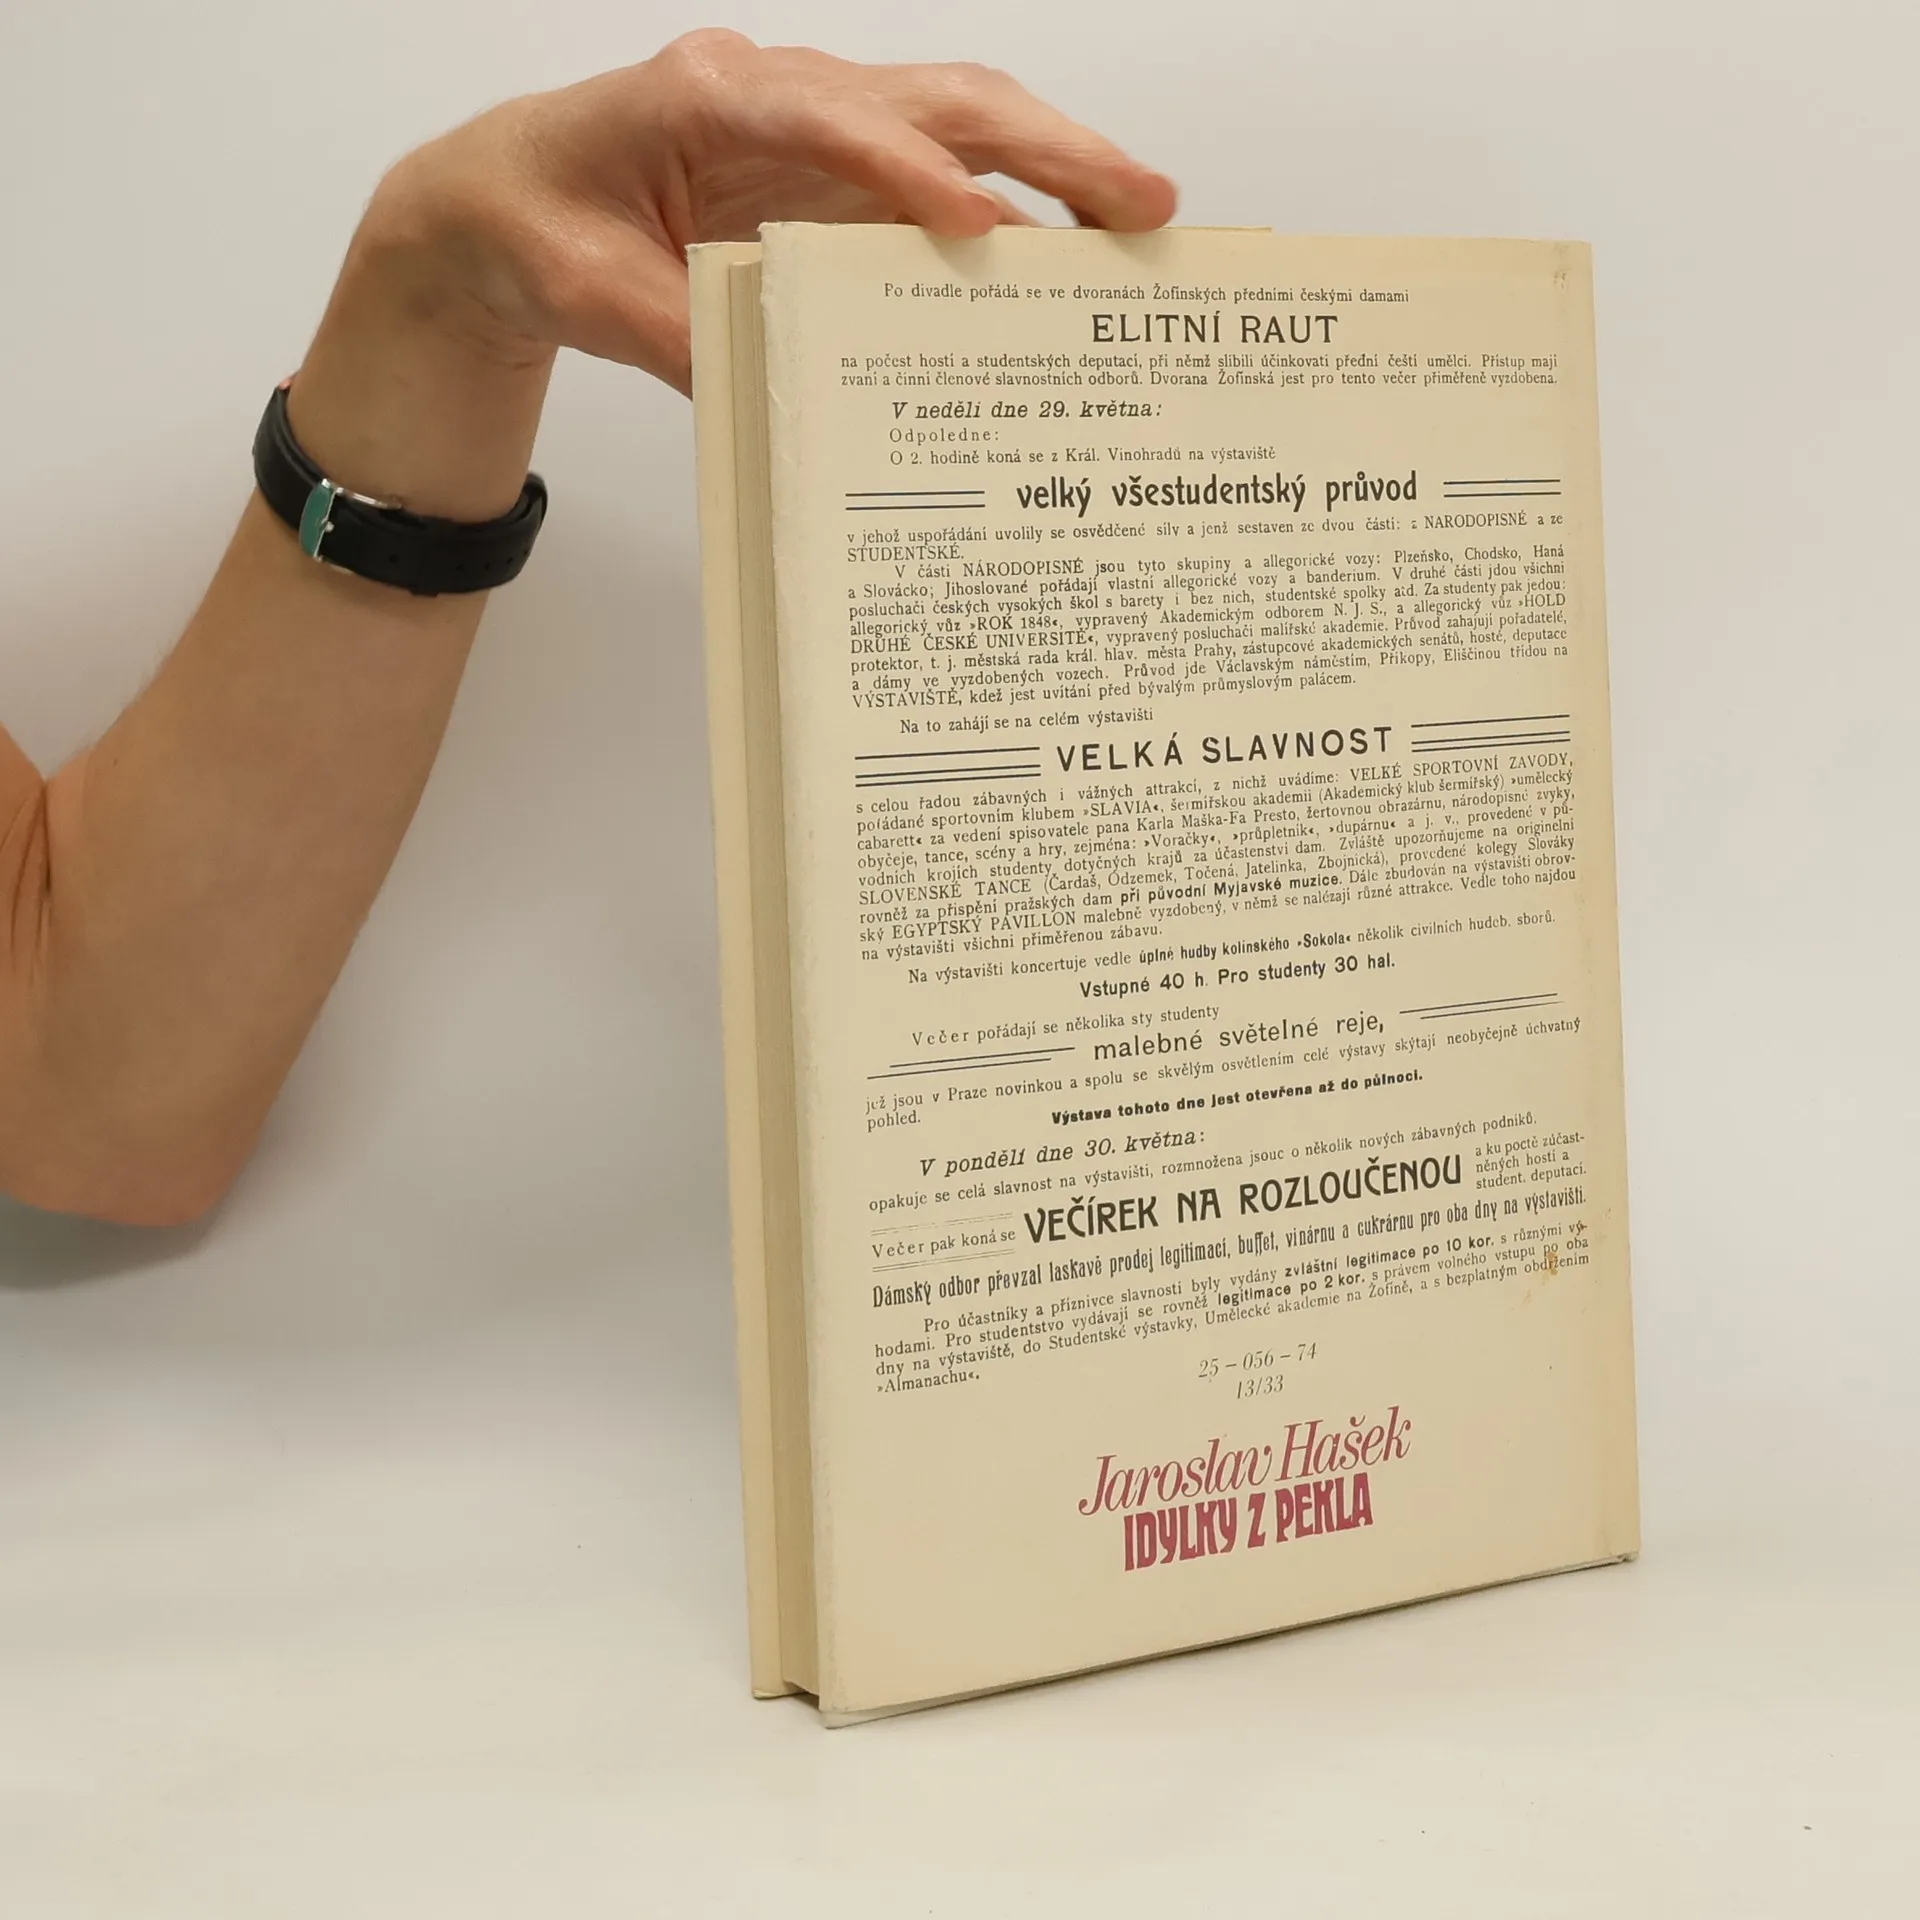 Po divadle pořádá se ve dvoranách Žofínských předními českými damami
ELITNÍ RAUT
na počest hostí a studentských deputací, při němž slíbili účinkovati přední čeští umělci. Přístup mají
zvaní a činní členové slavnostních odborů. Dvorana Žofínská jest pro tento večer přiměřeně vyzdobena.
V neděli dne 29. května:
Odpoledne:
O 2. hodině koná se z Král. Vinohradů na výstaviště
velký všestudentský průvod
v jehož uspořádání uvolily se osvědčené síly a jenž sestaven ze dvou částí: z NARODOPISNÉ a ze
STUDENTSKÉ.
V části NÁRODOPISNÉ jsou tyto skupiny a allegorické vozy: Plzeňsko, Chodsko, Haná
a Slovácko; Jihoslované pořádají vlastní allegorické vozy a banderium. V druhé části jdou všichni
posluchači českých vysokých škol s barety i bez nich, studentské spolky atd. Za studenty pak jedou:
allegorický vůz »ROK 1848«, vypravený Akademickým odborem N. J. S., a allegorický vůz »HOLD
DRUHÉ ČESKÉ UNIVERSITĚ«, vypravený posluchači malířské akademie. Průvod zahajují pořadatelé,
protektor, t. j. městská rada král. hlav. města Prahy, zástupcové akademických senátů, hosté, deputace
a dámy ve vyzdobených vozech. Průvod jde Václavským náměstím, Příkopy, Eliščinou třídou na
VÝSTAVIŠTĚ, kdež jest uvítání před bývalým průmyslovým palácem.
Na to zahájí se na celém výstavišti
VELKÁ SLAVNOST
s celou řadou zábavných i vážných attrakcí, z nichž uvádíme: VELKÉ SPORTOVNÍ ZAVODY,
pořádané sportovním klubem »SLAVIA«, šermířskou akademii (Akademický klub šermířský) »umělecký
cabarett« za vedení spisovatele pana Karla Maška-Fa Presto, žertovnou obrazárnu, národopisné zvyky,
obyčeje, tance, scény a hry, zejména: »Voračky«, »průpletník«, »dupárnu« a j. v., provedené v pů-
vodních krojích studenty dotyčných krajů za účastenství dam. Zvláště upozorňujeme na originelní
SLOVENSKÉ TANCE (Čardaš, Odzemek, Točená, Jatelinka, Zbojnická), provedené kolegy Slováky
rovněž za přispění pražských dam při původní Myjavské muzice. Dále zbudován na výstavišti obrov-
ský EGYPTSKÝ PAVILLON malebně vyzdobený, v němž se nalézají různé attrakce. Vedle toho najdou
na výstavišti všichni přiměřenou zábavu.
Na výstavišti koncertuje vedle úplné hudby kolínského »Sokola« několik civilních hudeb. sborů.
Vstupné 40 h. Pro studenty 30 hal.
Večer pořádají se několika sty studenty
malebné světelné reje,
jež jsou v Praze novinkou a spolu se skvělým osvětlením celé výstavy skýtají neobyčejně úchvatný
pohled.
Výstava tohoto dne jest otevřena až do půlnoci.
V pondělí dne 30. května:
opakuje se celá slavnost na výstavišti, rozmnožena jsouc o několik nových zábavných podniků.
Večer pak koná se VEČÍREK NA ROZLOUČENOU a ku poctě zúčast-
něných hostí a
student. deputací.
Dámský odbor převzal laskavě prodej legitimací, buffet, vinárnu a cukrárnu pro oba dny na výstavišti.
Pro účastníky a příznivce slavnosti byly vydány zvláštní legitimace po 10 kor. s různými vý-
hodami. Pro studentstvo vydávají se rovněž legitimace po 2 kor. s právem volného vstupu po oba
dny na výstaviště, do Studentské výstavky, Umělecké akademie na Žofíně, a s bezplatným obdržením
»Almanachu«.
25 – 056 – 74
13/33
Jaroslav Hašek
IDYLKY Z PEKLA